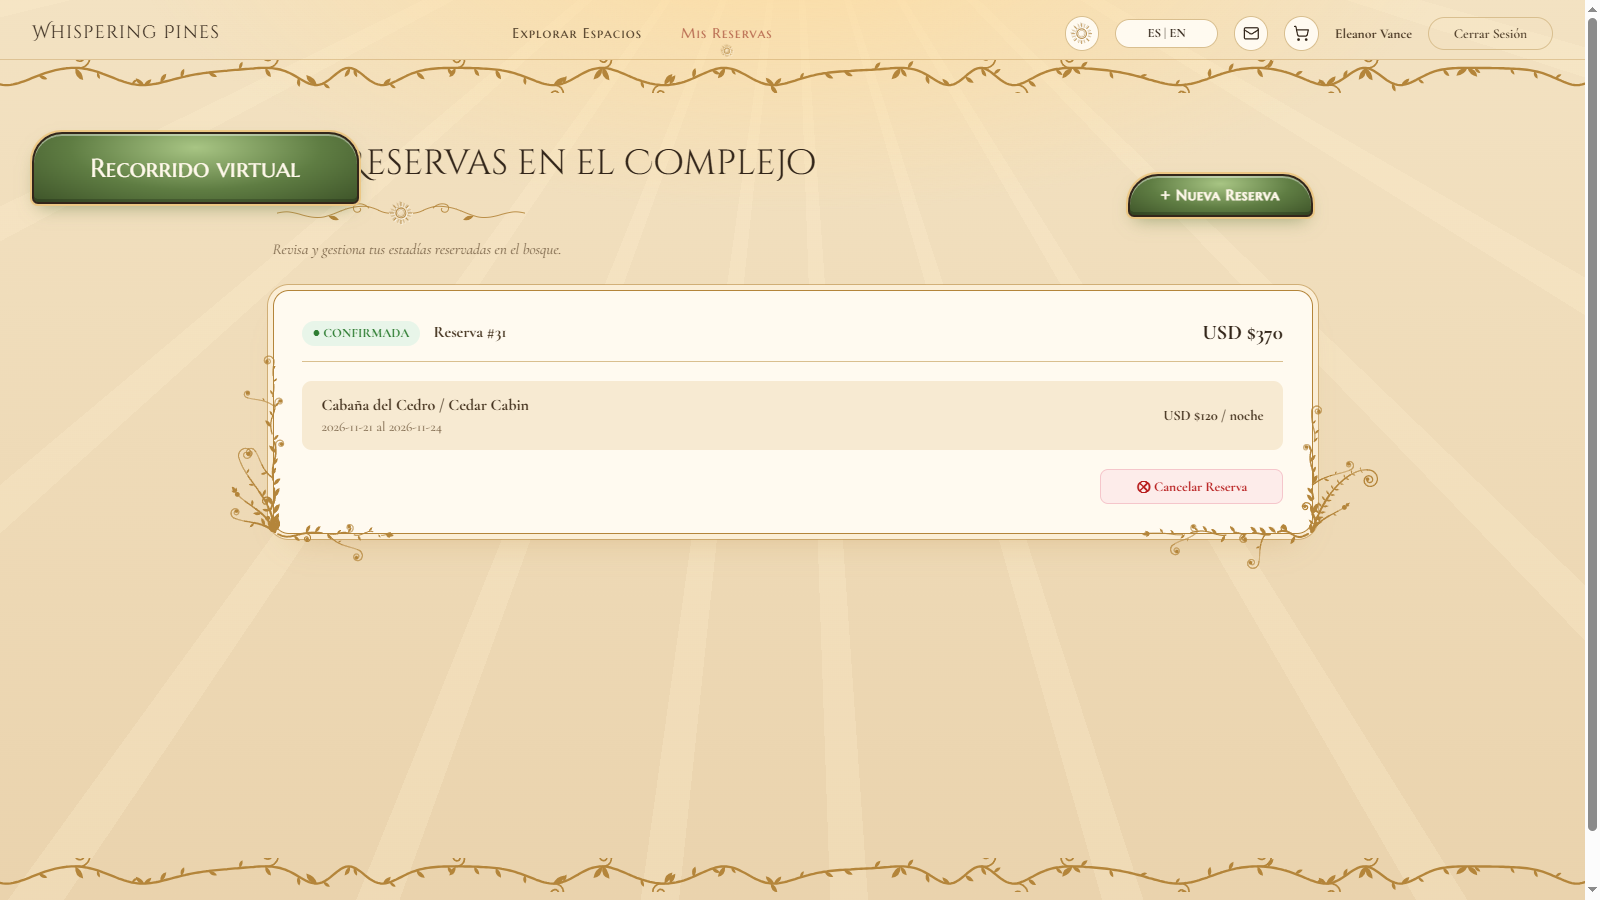 Whispering Pines
Explorar Espacios
Mis Reservas
ES | EN
Eleanor Vance
Cerrar Sesión
Recorrido virtual
Reservas en el Complejo
+ Nueva Reserva
Revisa y gestiona tus estadías reservadas en el bosque.
● CONFIRMADA
Reserva #31
USD $370
Cabaña del Cedro / Cedar Cabin
2026-11-21 al 2026-11-24
USD $120 / noche
Cancelar Reserva